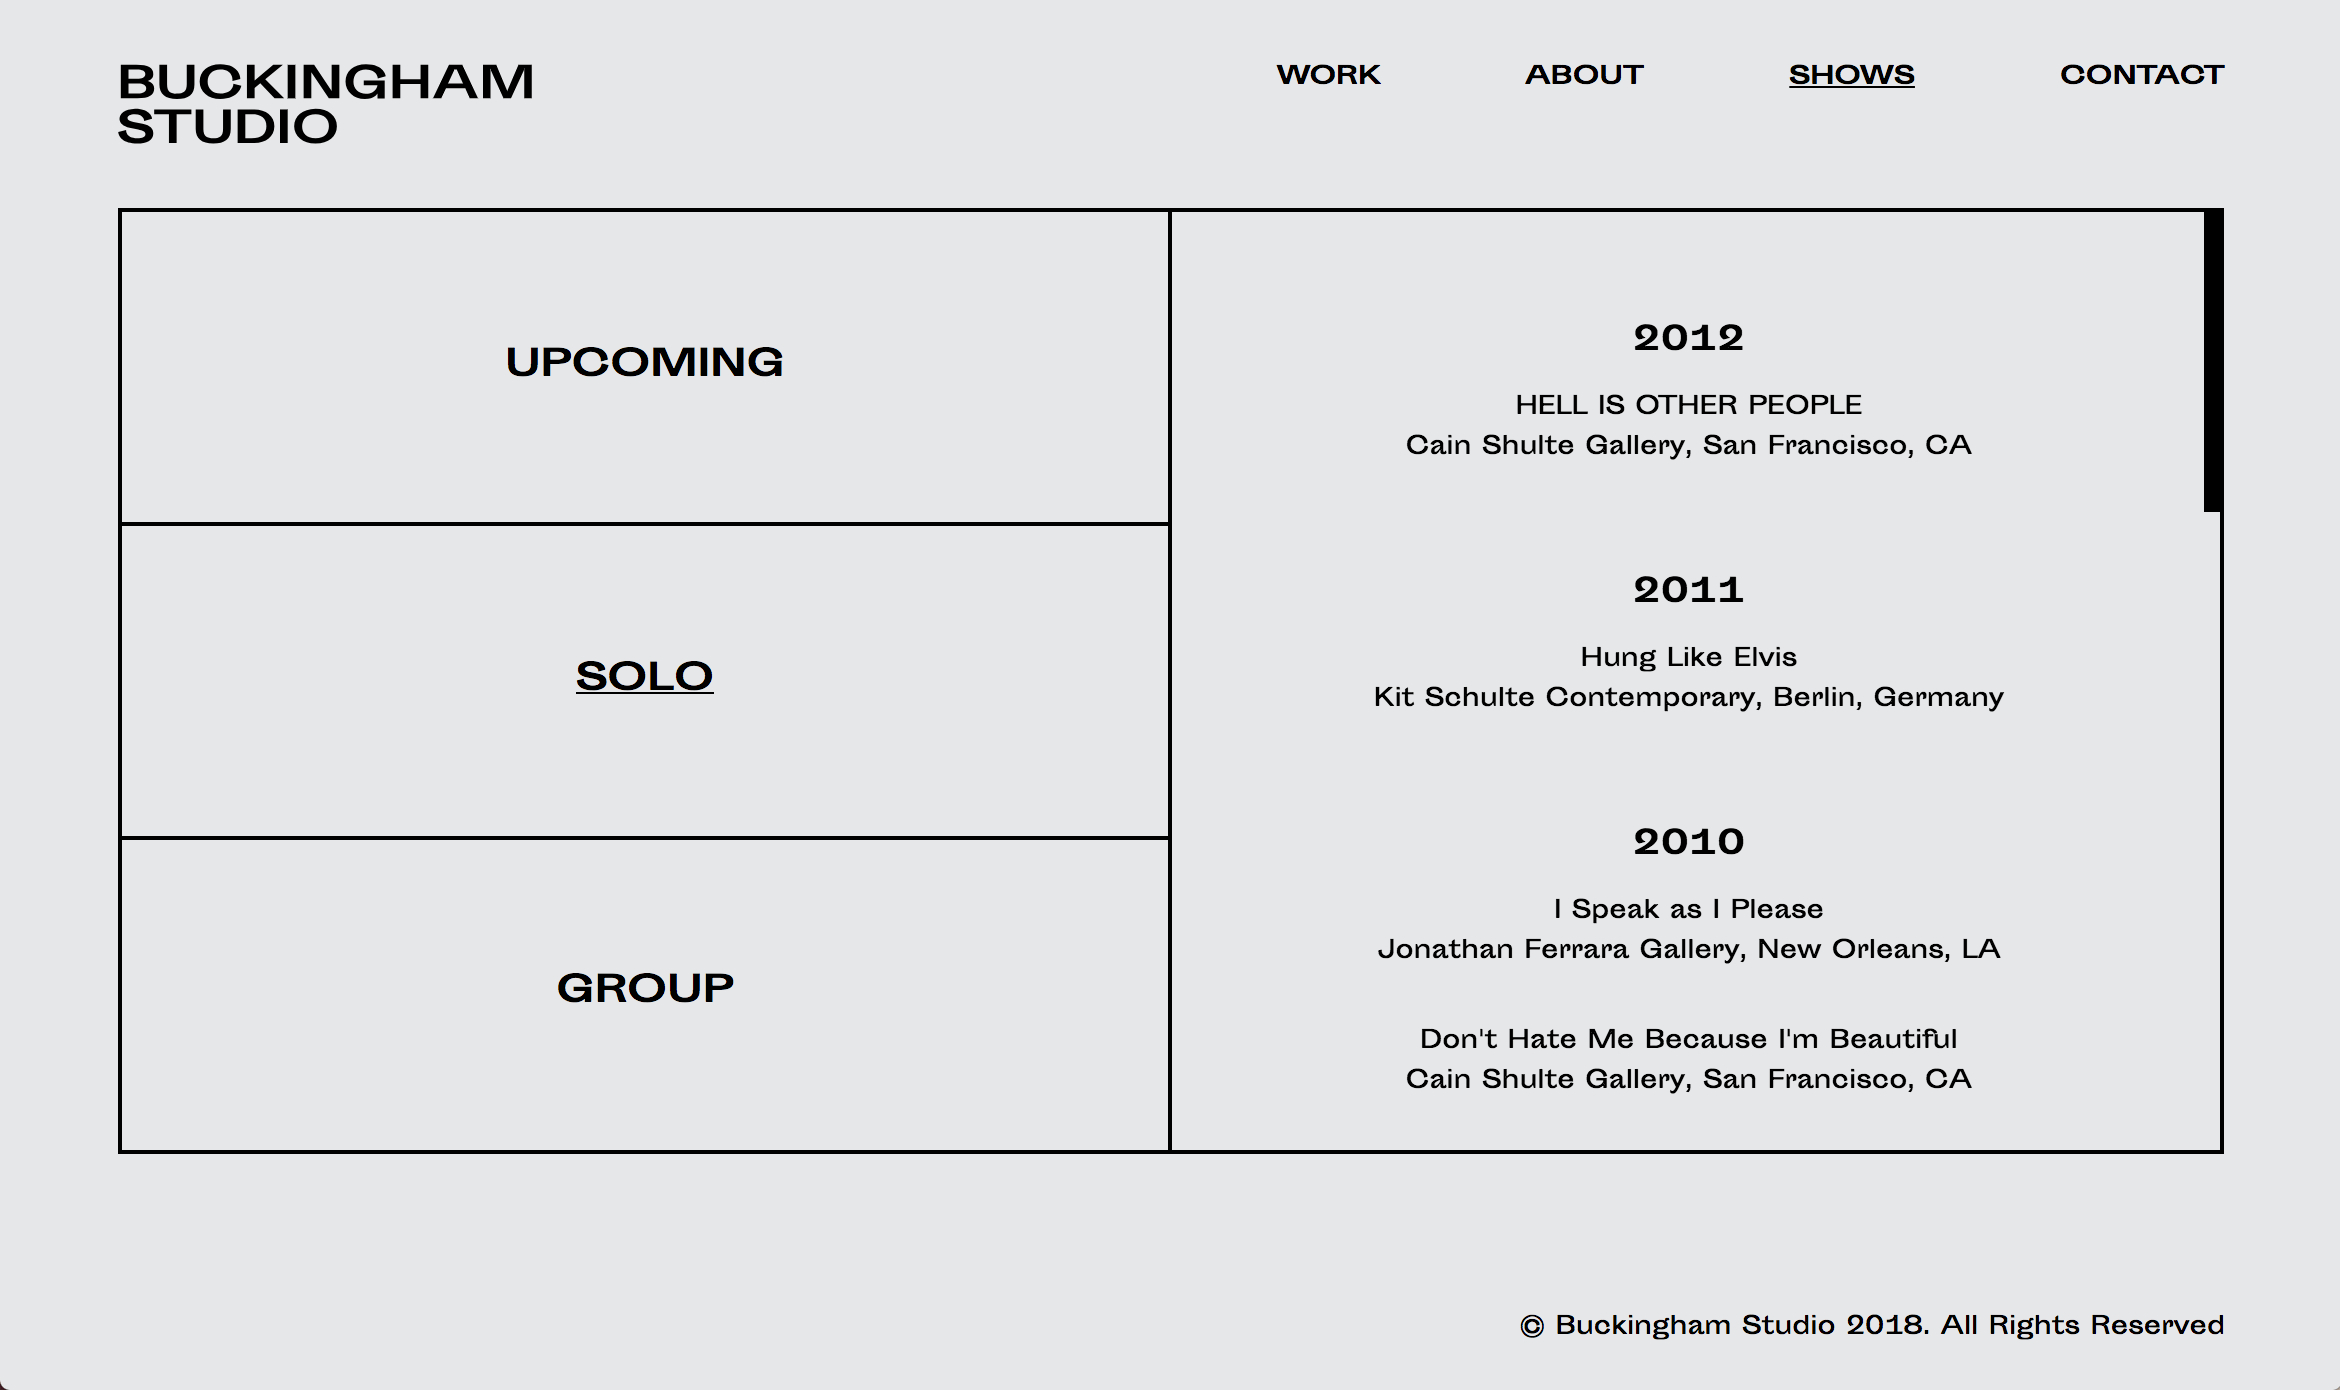 BUCKINGHAM
STUDIO
WORK ABOUT SHOWS CONTACT
UPCOMING
SOLO
GROUP
2012
HELL IS OTHER PEOPLE
Cain Shulte Gallery, San Francisco, CA
2011
Hung Like Elvis
Kit Schulte Contemporary, Berlin, Germany
2010
I Speak as I Please
Jonathan Ferrara Gallery, New Orleans, LA
Don't Hate Me Because I'm Beautiful
Cain Shulte Gallery, San Francisco, CA
© Buckingham Studio 2018. All Rights Reserved